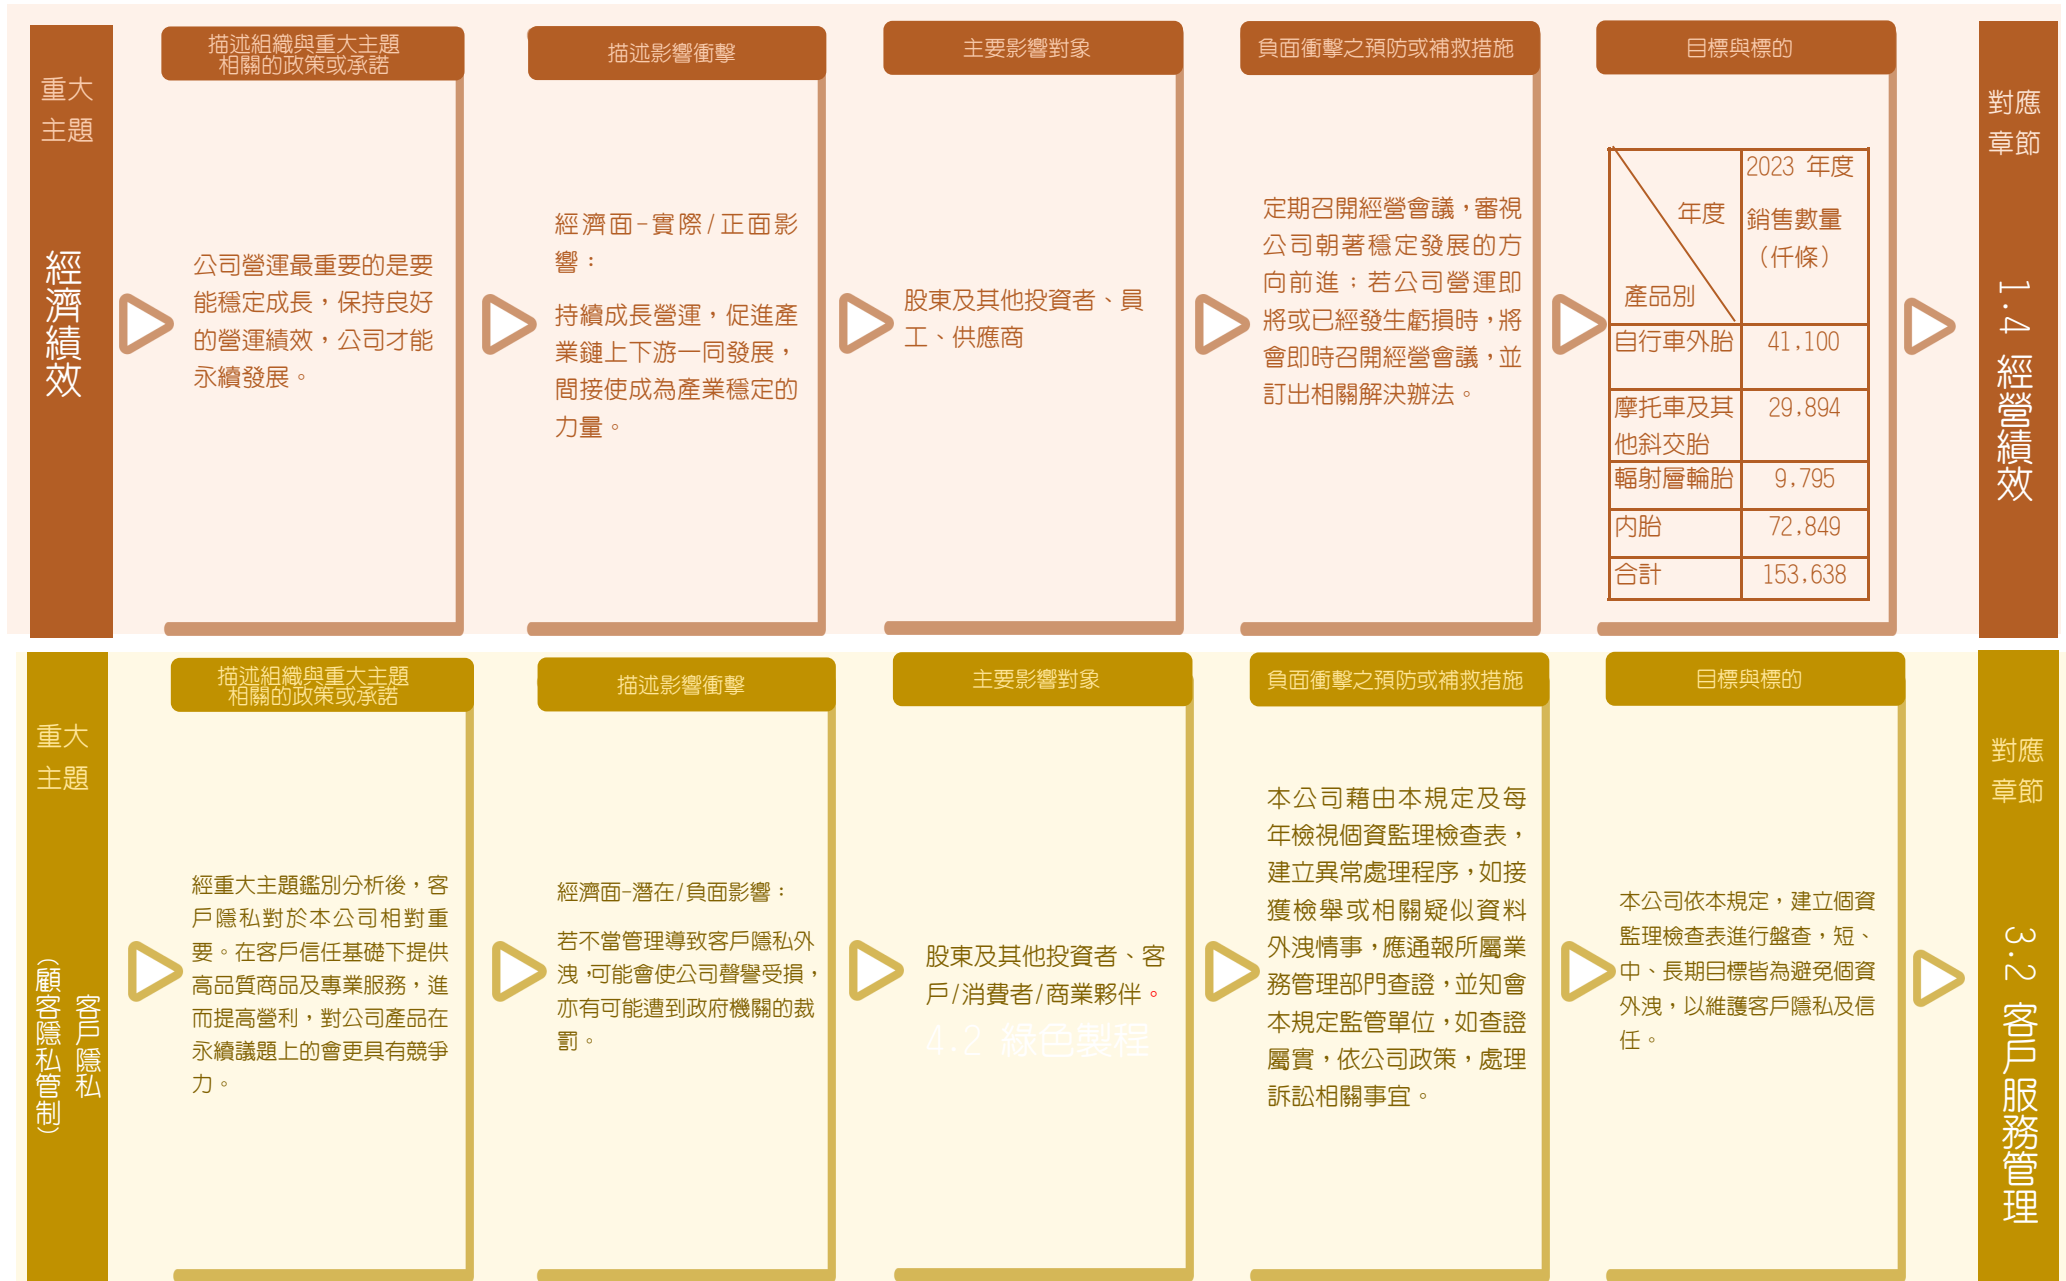 重大
主題
經濟績效
描述組織與重大主題
相關的政策或承諾
公司營運最重要的是要
能穩定成長，保持良好
的營運績效，公司才能
永續發展。
描述影響衝擊
經濟面-實際/正面影
響：
持續成長營運，促進產
業鏈上下游一同發展，
間接使成為產業穩定的
力量。
主要影響對象
股東及其他投資者、員
工、供應商
負面衝擊之預防或補救措施
定期召開經營會議，審視
公司朝著穩定發展的方
向前進；若公司營運即
將或已經發生虧損時，將
會即時召開經營會議，並
訂出相關解決辦法。
目標與標的
年度
產品別
2023 年度
銷售數量
（仟條）
自行車外胎 41,100
摩托車及其
他斜交胎 29,894
輻射層輪胎 9,795
內胎 72,849
合計 153,638
對應
章節
1.4 經營績效
重大
主題
客戶隱私
（顧客隱私管制）
描述組織與重大主題
相關的政策或承諾
經重大主題鑑別分析後，客
戶隱私對於本公司相對重
要。在客戶信任基礎下提供
高品質商品及專業服務，進
而提高營利，對公司產品在
永續議題上的會更具有競爭
力。
描述影響衝擊
經濟面-潛在/負面影響：
若不當管理導致客戶隱私外
洩，可能會使公司聲譽受損，
亦有可能遭到政府機關的裁
罰。
主要影響對象
股東及其他投資者、客
戶/消費者/商業夥伴。
4.2 綠色製程
負面衝擊之預防或補救措施
本公司藉由本規定及每
年檢視個資監理檢查表，
建立異常處理程序，如接
獲檢舉或相關疑似資料
外洩情事，應通報所屬業
務管理部門查證，並知會
本規定監管單位，如查證
屬實，依公司政策，處理
訴訟相關事宜。
目標與標的
本公司依本規定，建立個資
監理檢查表進行盤查，短、
中、長期目標皆為避免個資
外洩，以維護客戶隱私及信
任。
對應
章節
3.2 客戶服務管理